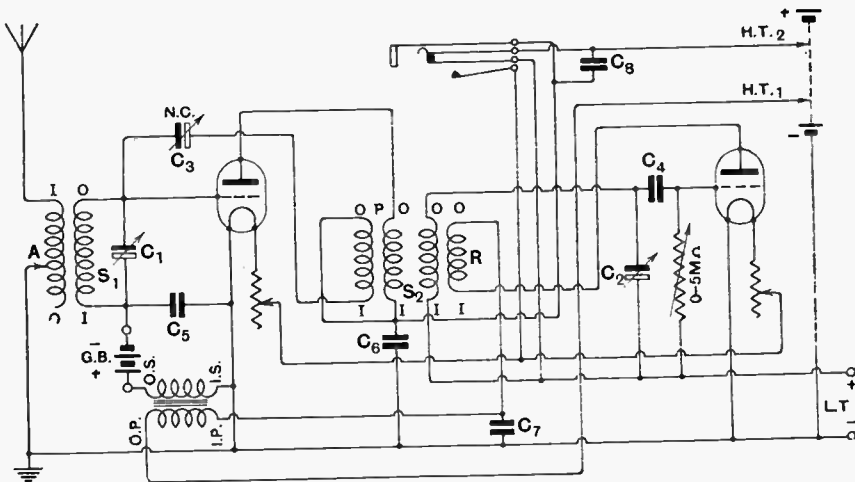 +
H.T.2
C8
N.C.
H.T.1
C3
−
C4
I O
O P O O O
A
C1
R
C2
0-5MΩ
S1
S2
O I
I I I I
C5
C6
−
G.B.
+
O.S.
I.S.
+
L.T
O.P.
I.P.
C7
−